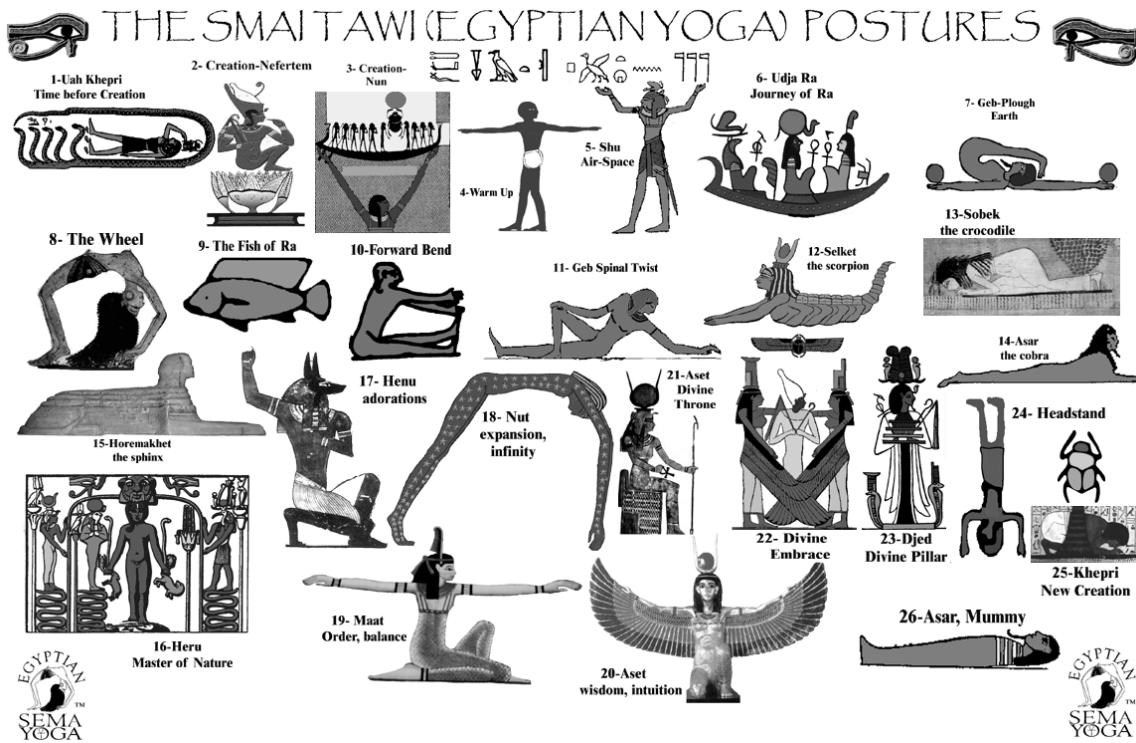 THE SMAI TAWI (EGYPTIAN YOGA) POSTURES
1-Uah Khepri
Time before Creation
2- Creation-Nefertem
3- Creation-
Nun
4-Warm Up
5- Shu
Air-Space
6- Udja Ra
Journey of Ra
7- Geb-Plough
Earth
8- The Wheel
9- The Fish of Ra
10-Forward Bend
11- Geb Spinal Twist
12-Selket
the scorpion
13-Sobek
the crocodile
14-Asar
the cobra
15-Horemakhet
the sphinx
16-Heru
Master of Nature
17- Henu
adorations
18- Nut
expansion,
infinity
19- Maat
Order, balance
20-Aset
wisdom, intuition
21-Aset
Divine
Throne
22- Divine
Embrace
23-Djed
Divine Pillar
24- Headstand
25-Khepri
New Creation
26-Asar, Mummy
EGYPTIAN
TM
SEMA
YOGA
EGYPTIAN
TM
SEMA
YOGA